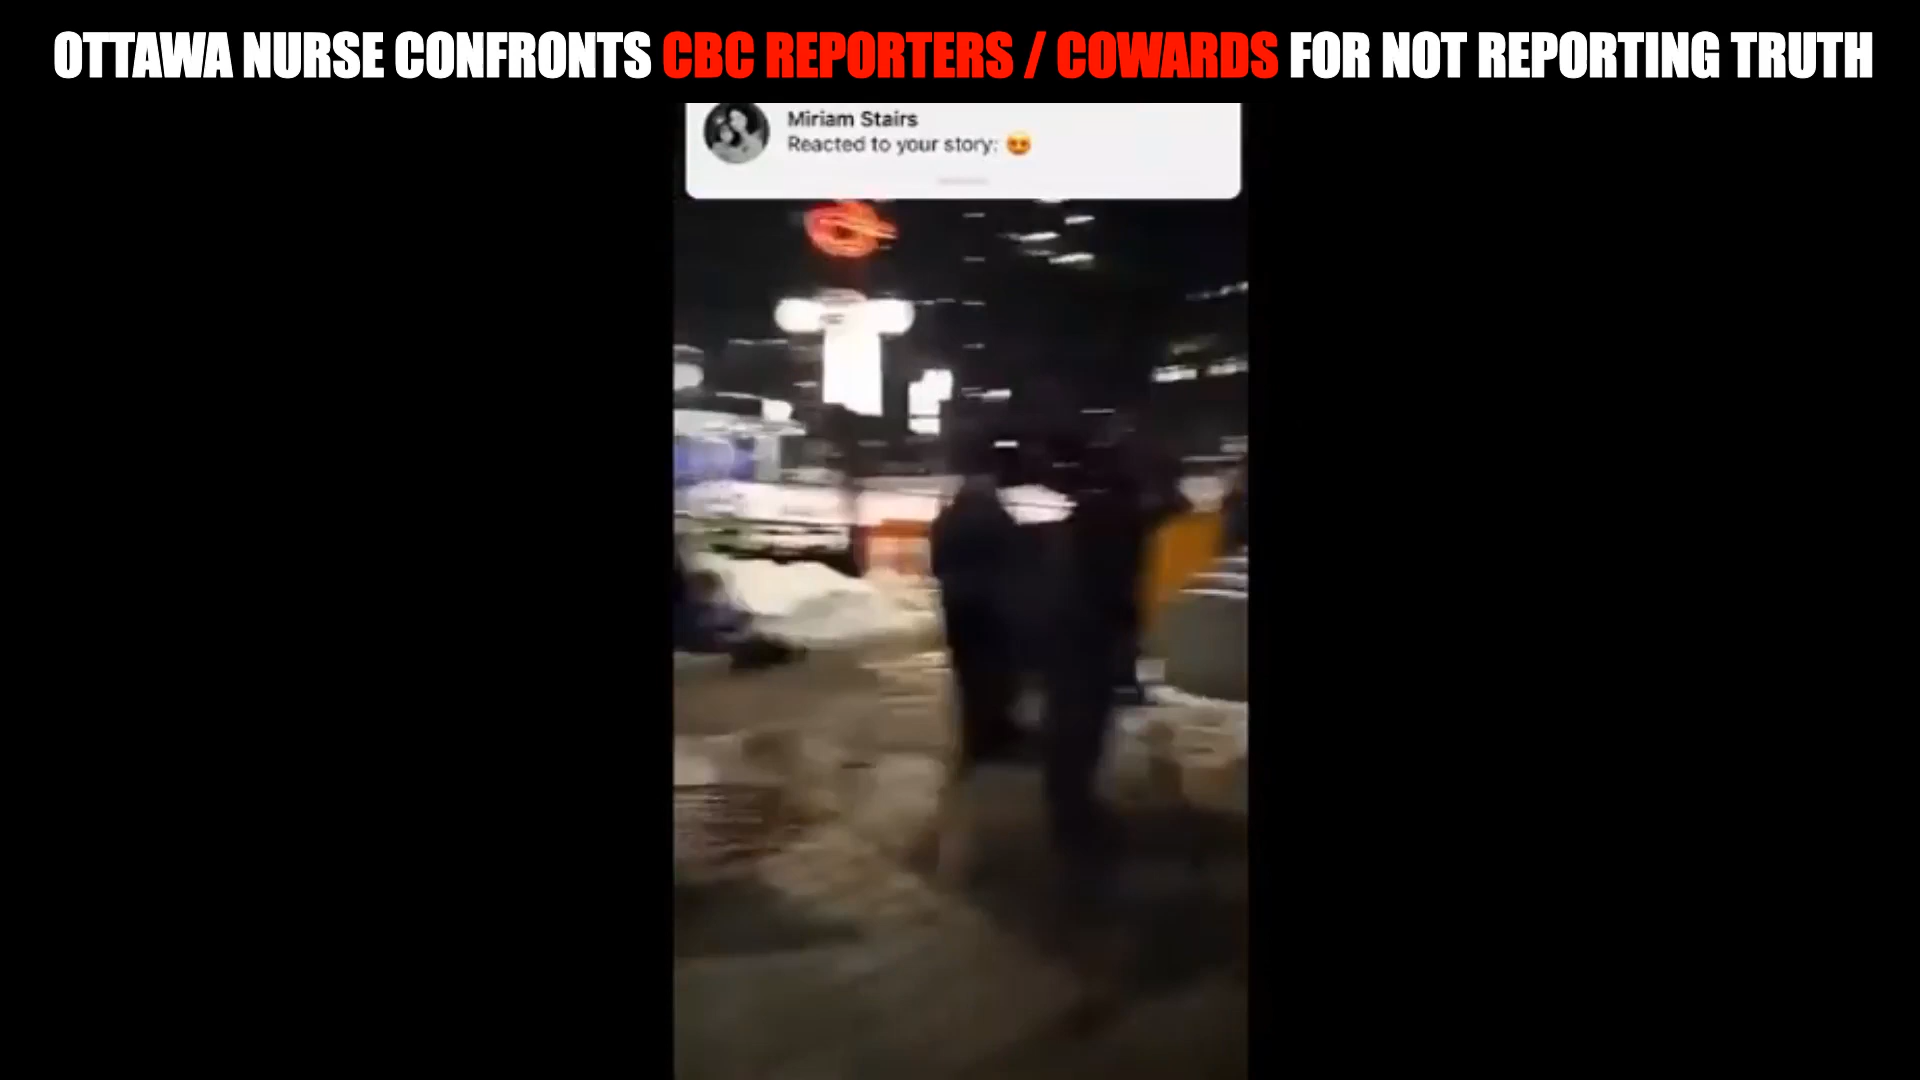 OTTAWA NURSE CONFRONTS CBC REPORTERS / COWARDS FOR NOT REPORTING TRUTH
Miriam Stairs
Reacted to your story: 😍